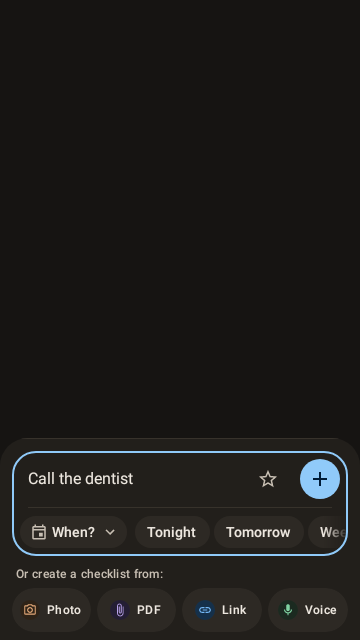 Call the dentist
When? Tonight Tomorrow
Or create a checklist from:
Photo PDF Link Voice